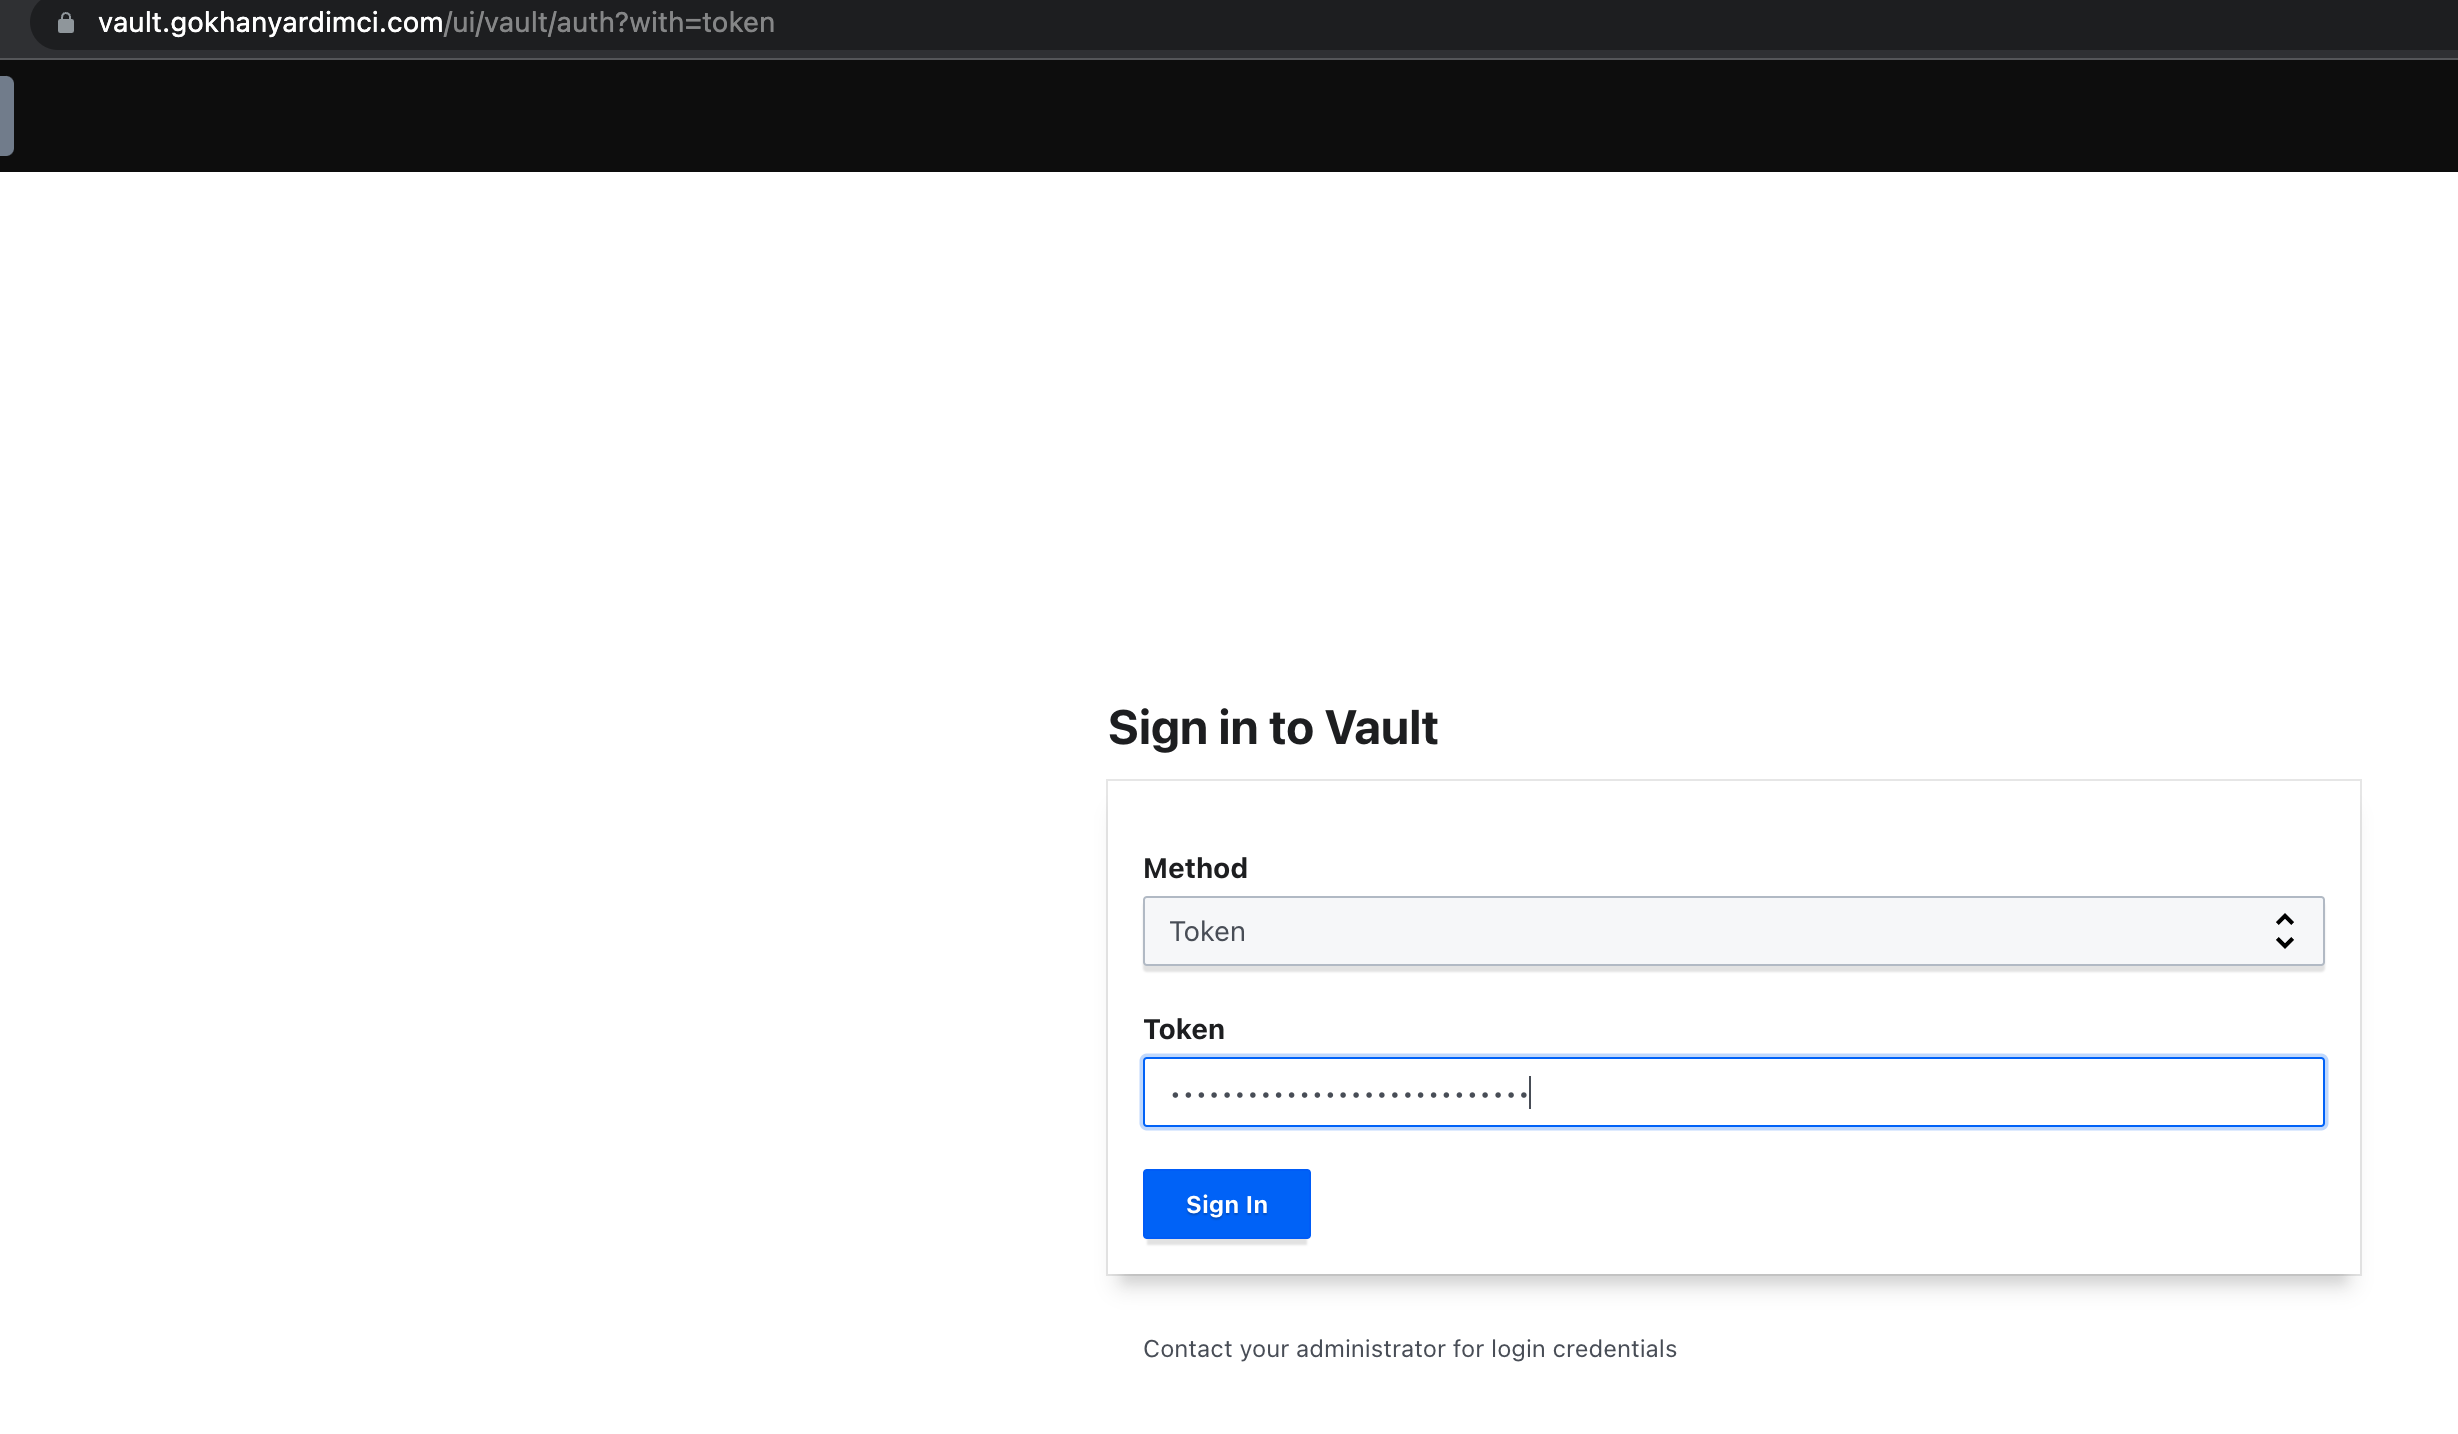 vault.gokhanyardimci.com/ui/vault/auth?with=token
Sign in to Vault
Method
Token
Token
••••••••••••••••••••••••••••
Sign In
Contact your administrator for login credentials